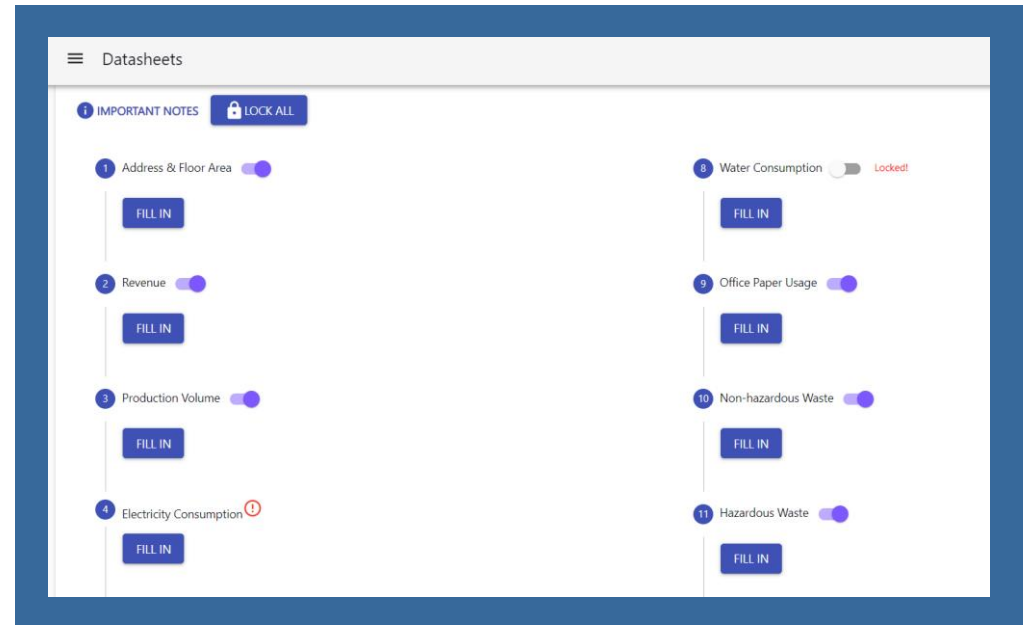 Datasheets
i IMPORTANT NOTES LOCK ALL
1 Address & Floor Area
FILL IN
2 Revenue
FILL IN
3 Production Volume
FILL IN
4 Electricity Consumption !
FILL IN
8 Water Consumption Locked!
FILL IN
9 Office Paper Usage
FILL IN
10 Non-hazardous Waste
FILL IN
11 Hazardous Waste
FILL IN